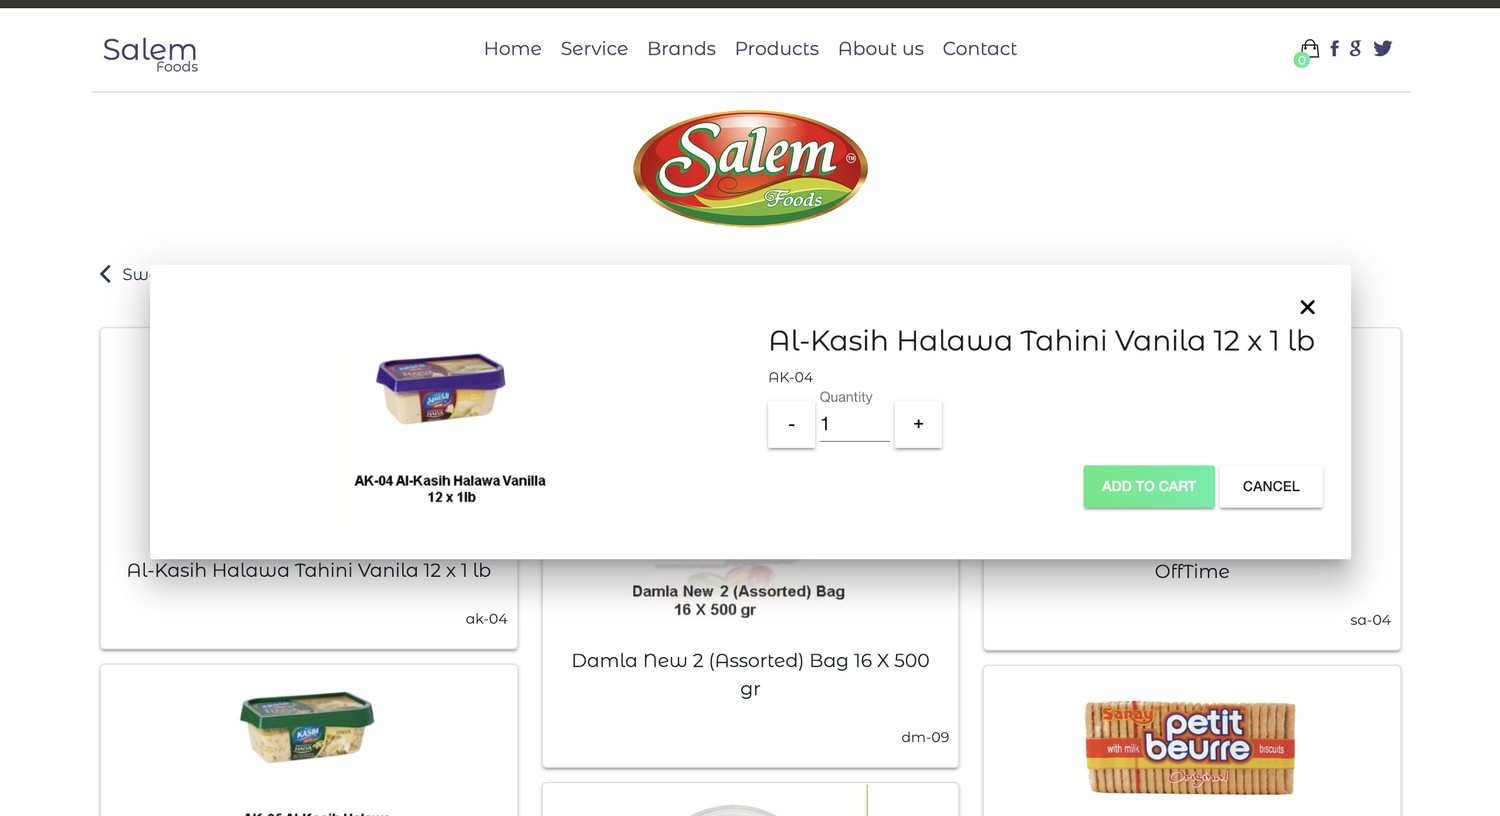 Salem
Foods
Home Service Brands Products About us Contact
0
Salem
TM
Foods
Al-Kasih Halawa Tahini Vanila 12 x 1 lb
AK-04
Quantity
- 1 +
AK-04 Al-Kasih Halawa Vanilla
12 x 1lb
ADD TO CART CANCEL
Al-Kasih Halawa Tahini Vanila 12 x 1 lb
ak-04
Damla New 2 (Assorted) Bag
16 X 500 gr
Damla New 2 (Assorted) Bag 16 X 500
gr
dm-09
OffTime
sa-04
KASIH
HALVA
Saray
petit
beurre
with milk
biscuits
Original